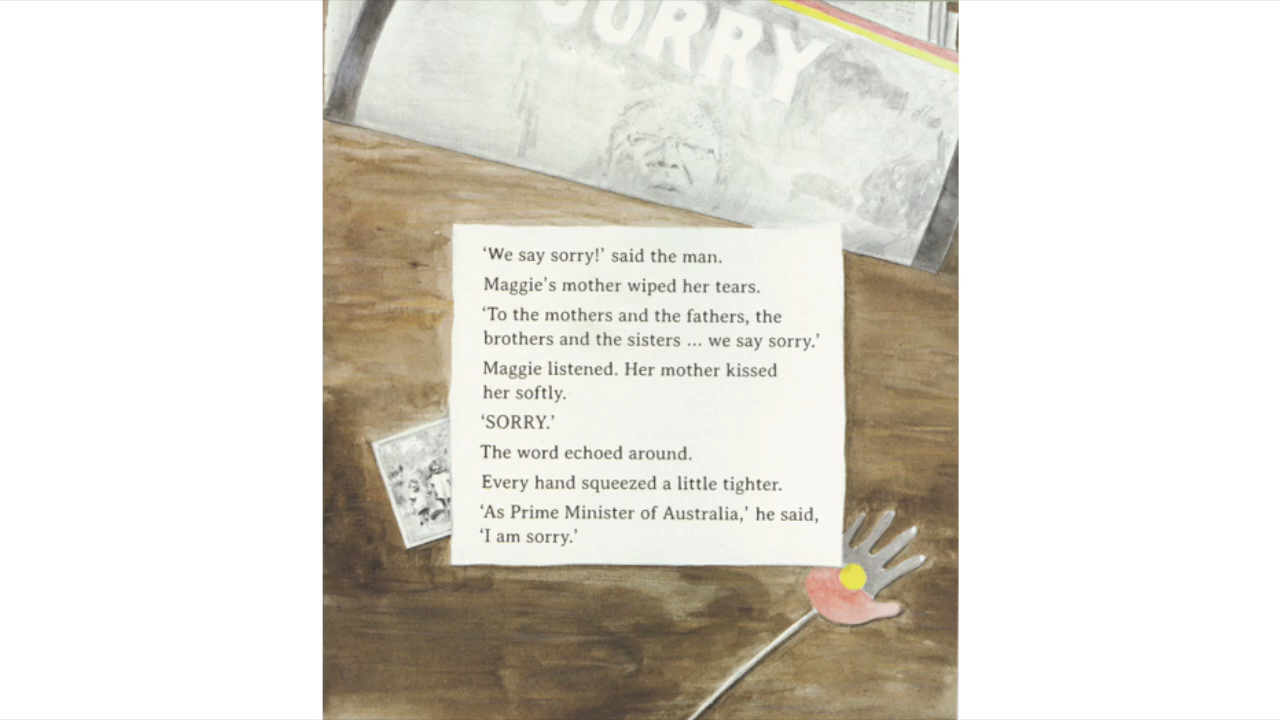 SORRY
‘We say sorry!’ said the man.
Maggie’s mother wiped her tears.
‘To the mothers and the fathers, the
brothers and the sisters ... we say sorry.’
Maggie listened. Her mother kissed
her softly.
‘SORRY.’
The word echoed around.
Every hand squeezed a little tighter.
‘As Prime Minister of Australia,’ he said,
‘I am sorry.’